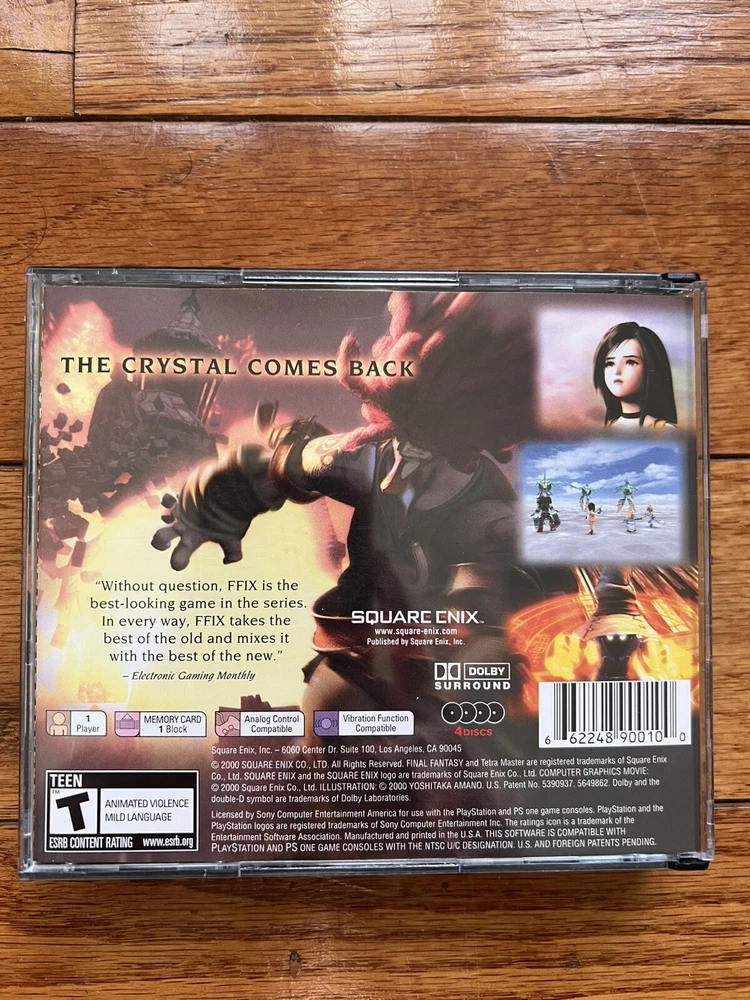 THE CRYSTAL COMES BACK
“Without question, FFIX is the
best-looking game in the series.
In every way, FFIX takes the
best of the old and mixes it
with the best of the new.”
– Electronic Gaming Monthly
SQUARE ENIX™
www.square-enix.com
Published by Square Enix, Inc.
DOLBY
SURROUND
4 DISCS
6 62248 90010 0
1
Player
MEMORY CARD
1 Block
Analog Control
Compatible
Vibration Function
Compatible
Square Enix, Inc. – 6060 Center Dr. Suite 100, Los Angeles, CA 90045
© 2000 SQUARE ENIX CO., LTD. All Rights Reserved. FINAL FANTASY and Tetra Master are registered trademarks of Square Enix
Co., Ltd. SQUARE ENIX and the SQUARE ENIX logo are trademarks of Square Enix Co., Ltd. COMPUTER GRAPHICS MOVIE:
© 2000 Square Enix Co., Ltd. ILLUSTRATION: © 2000 YOSHITAKA AMANO. U.S. Patent No. 5390937, 5649862. Dolby and the
double-D symbol are trademarks of Dolby Laboratories.
Licensed by Sony Computer Entertainment America for use with the PlayStation and PS one game consoles. PlayStation and the
PlayStation logos are registered trademarks of Sony Computer Entertainment Inc. The ratings icon is a trademark of the
Entertainment Software Association. Manufactured and printed in the U.S.A. THIS SOFTWARE IS COMPATIBLE WITH
PLAYSTATION AND PS ONE GAME CONSOLES WITH THE NTSC U/C DESIGNATION. U.S. AND FOREIGN PATENTS PENDING.
TEEN
T
ANIMATED VIOLENCE
MILD LANGUAGE
ESRB CONTENT RATING www.esrb.org